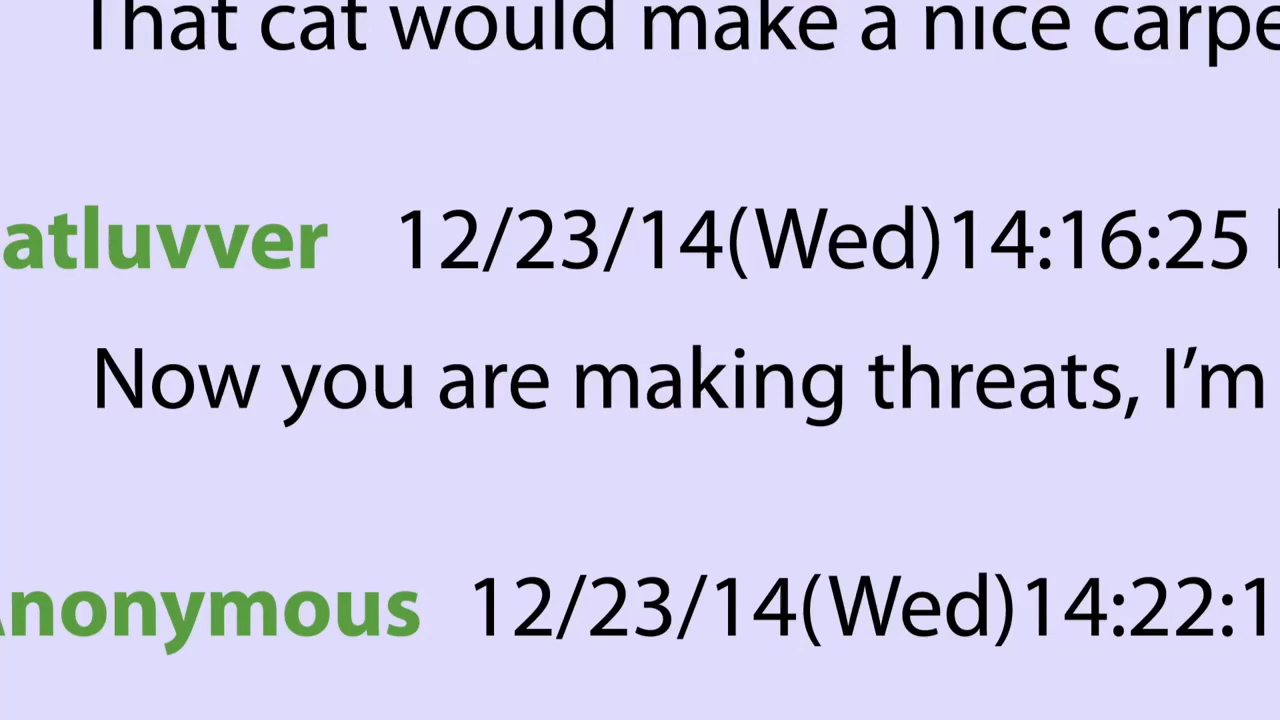 That cat would make a nice carpe
atluvver 12/23/14(Wed)14:16:25
Now you are making threats, I’m
nonymous 12/23/14(Wed)14:22:1